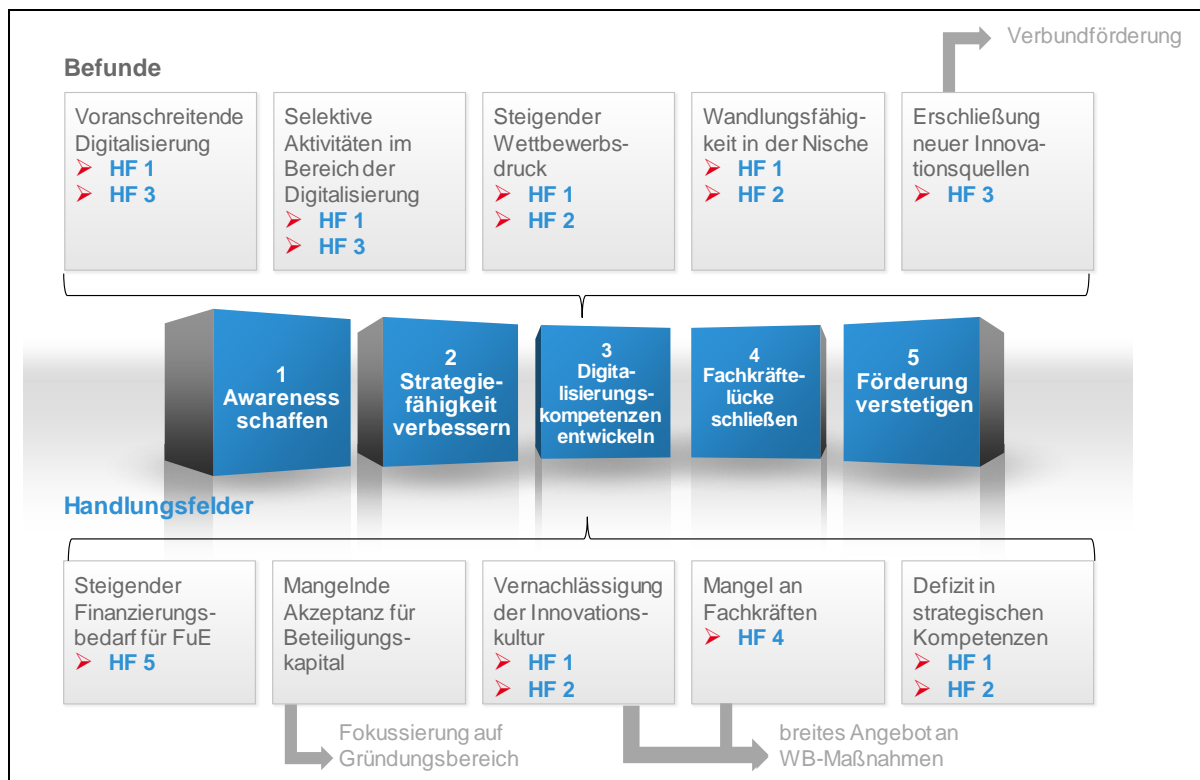 Verbundförderung
Befunde
Voranschreitende
Digitalisierung
HF 1
HF 3
Selektive
Aktivitäten im
Bereich der
Digitalisierung
HF 1
HF 3
Steigender
Wettbewerbs-
druck
HF 1
HF 2
Wandlungsfähig-
keit in der Nische
HF 1
HF 2
Erschließung
neuer Innova-
tionsquellen
HF 3
1
Awareness
schaffen
2
Strategie-
fähigkeit
verbessern
3
Digita-
lisierungs-
kompetenzen
entwickeln
4
Fachkräfte-
lücke
schließen
5
Förderung
verstetigen
Handlungsfelder
Steigender
Finanzierungs-
bedarf für FuE
HF 5
Mangelnde
Akzeptanz für
Beteiligungs-
kapital
Vernachlässigung
der Innovations-
kultur
HF 1
HF 2
Mangel an
Fachkräften
HF 4
Defizit in
strategischen
Kompetenzen
HF 1
HF 2
Fokussierung auf
Gründungsbereich
breites Angebot an
WB-Maßnahmen